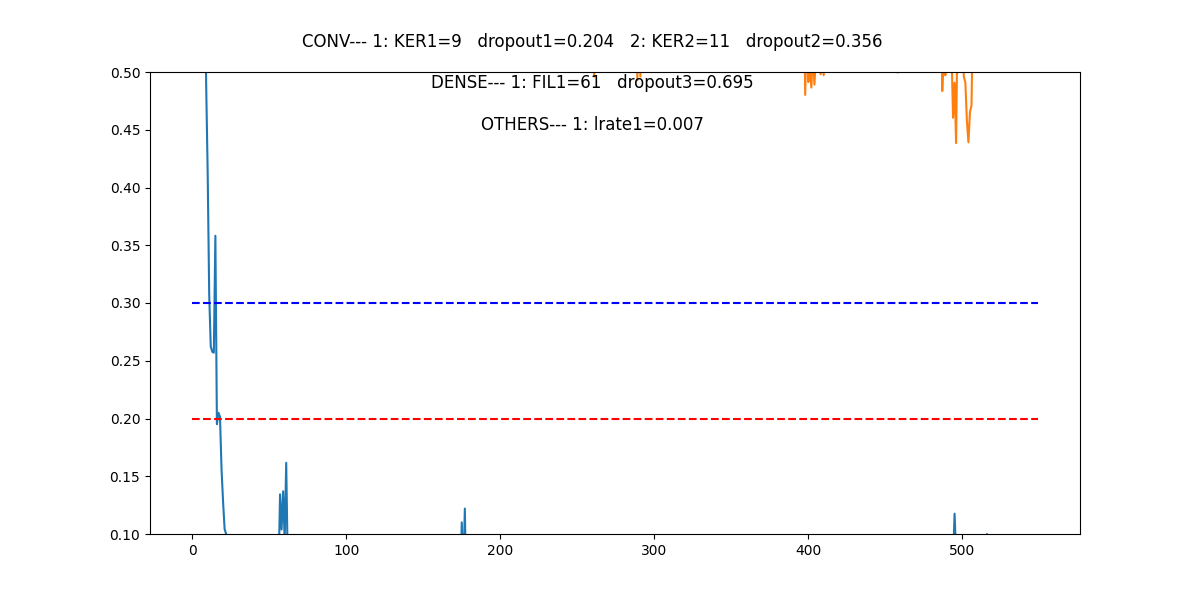 CONV--- 1: KER1=9   dropout1=0.204   2: KER2=11   dropout2=0.356
DENSE--- 1: FIL1=61   dropout3=0.695
OTHERS--- 1: lrate1=0.007
0.50
0.45
0.40
0.35
0.30
0.25
0.20
0.15
0.10
0 100 200 300 400 500